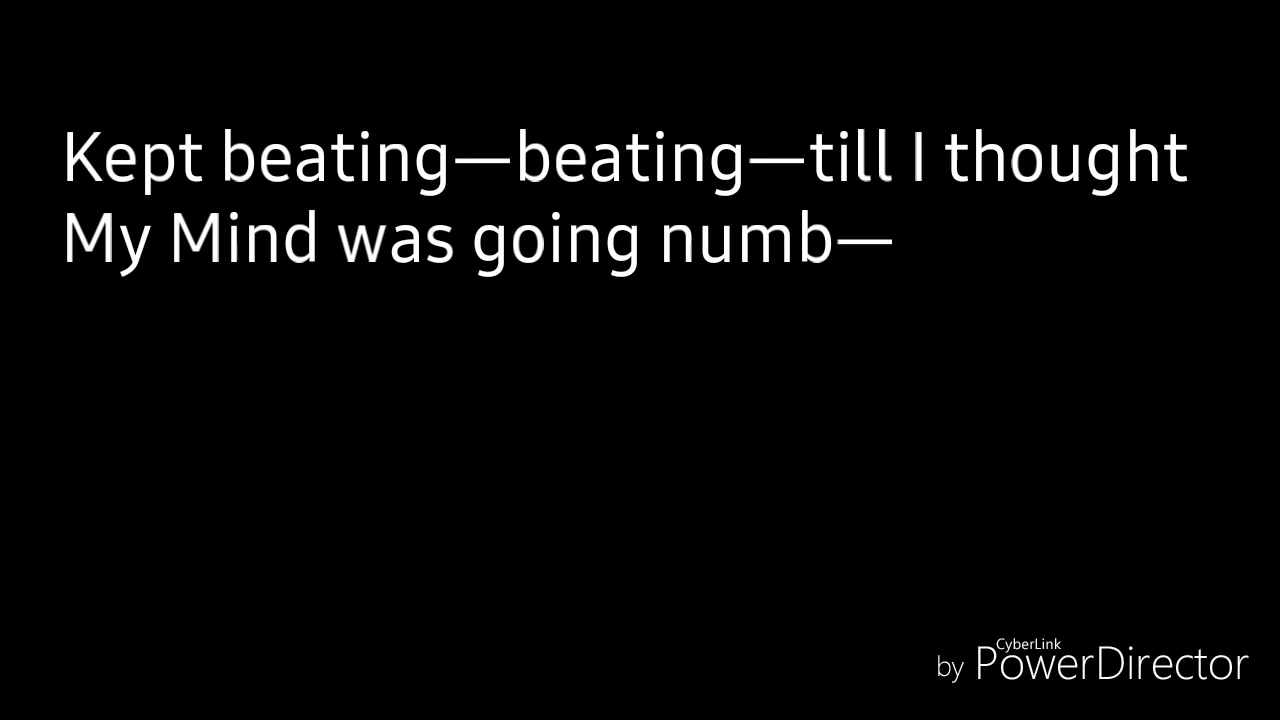 Kept beating—beating—till I thought
My Mind was going numb—
CyberLink
by PowerDirector